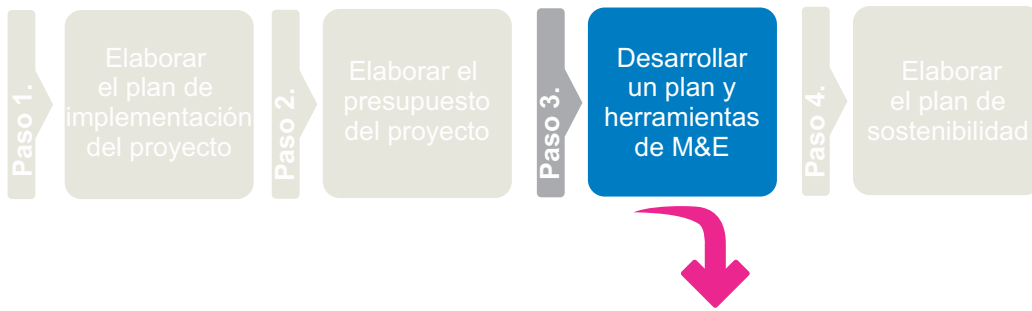 Paso 1.
Elaborar
el plan de
implementación
del proyecto
Paso 2.
Elaborar el
presupuesto
del proyecto
Paso 3.
Desarrollar
un plan y
herramientas
de M&E
Paso 4.
Elaborar
el plan de
sostenibilidad